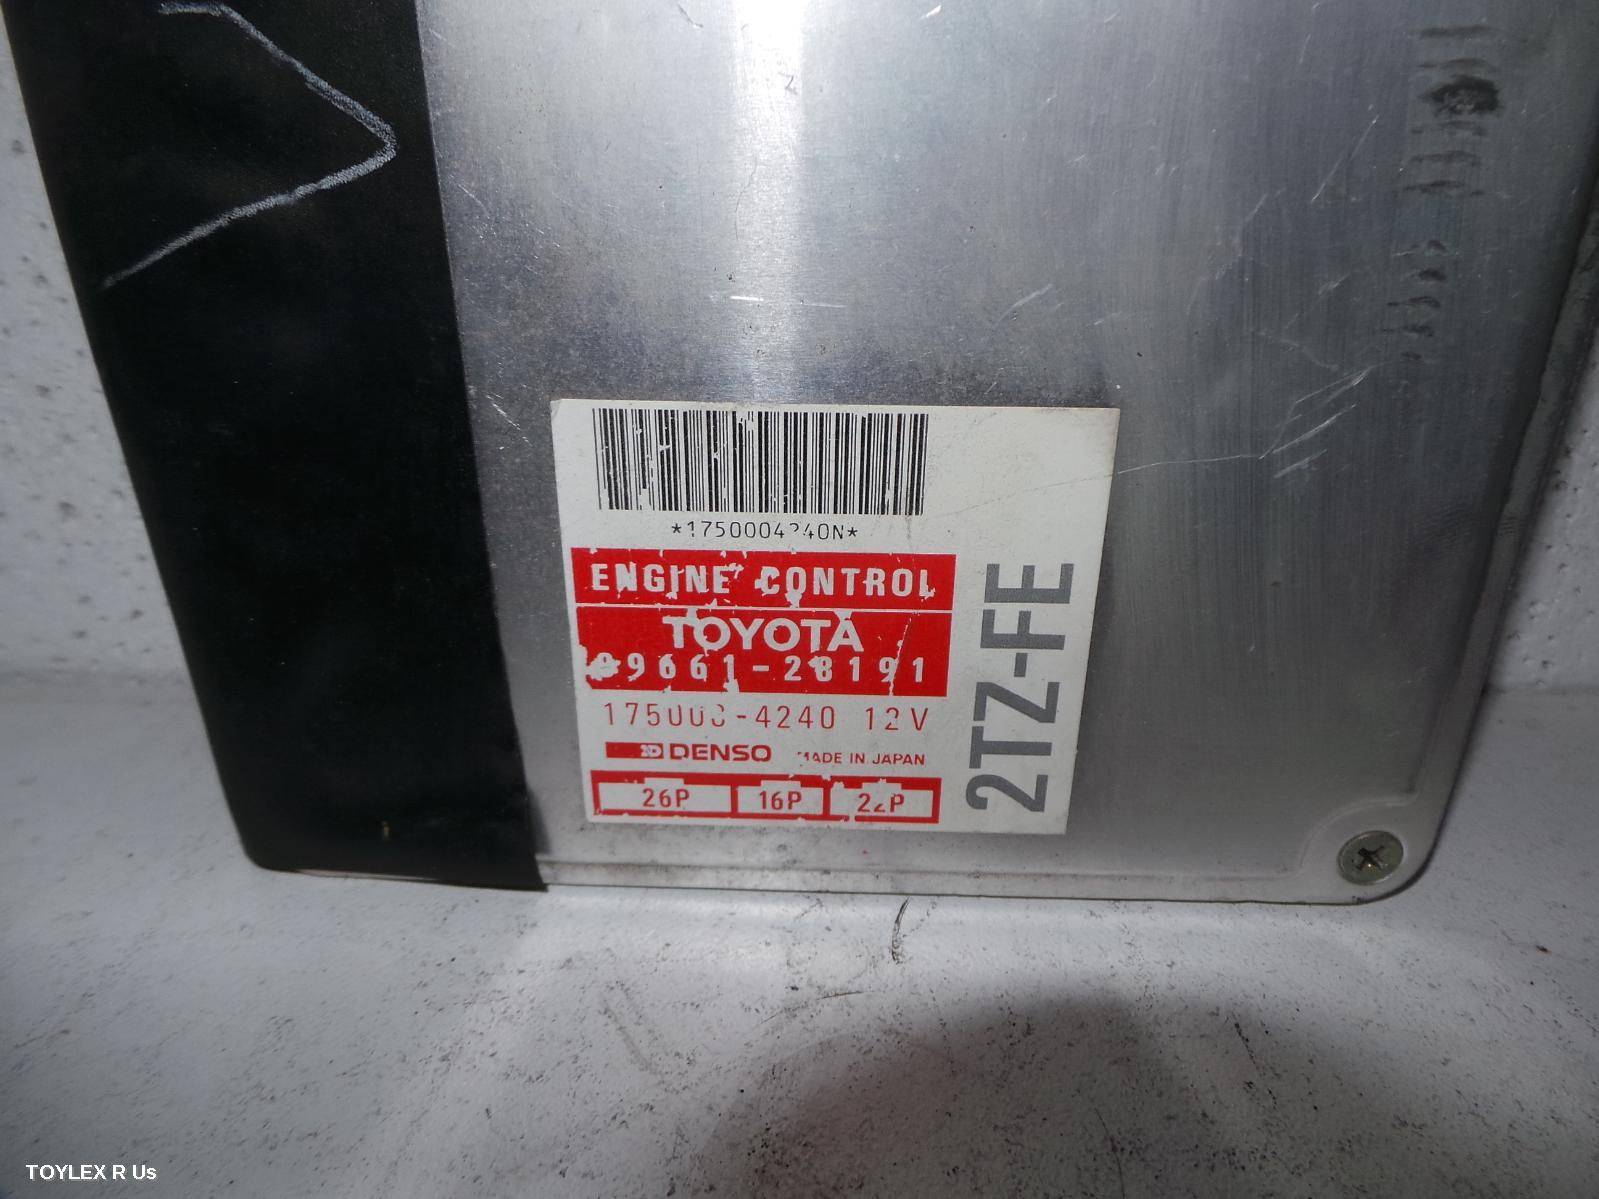 *1750004240N*
ENGINE CONTROL
TOYOTA
89661-28191
175000-4240 12V
DENSO MADE IN JAPAN
26P 16P 22P
2TZ-FE
TOYLEX R Us